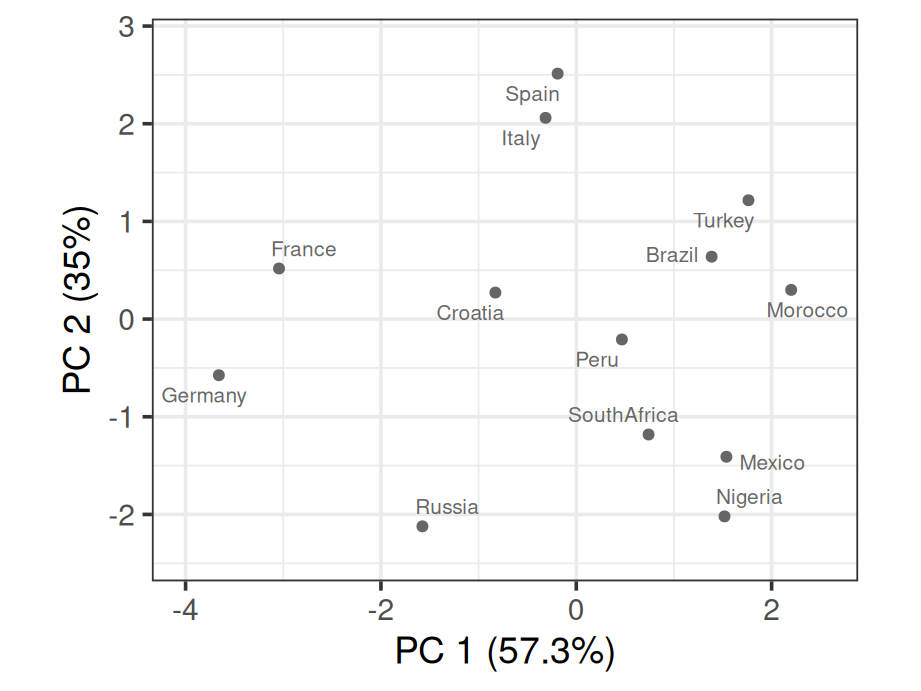 3
2
1
0
-1
-2
PC 2 (35%)
Spain
Italy
Turkey
France
Brazil
Morocco
Croatia
Peru
Germany
SouthAfrica
Mexico
Nigeria
Russia
-4
-2
0
2
PC 1 (57.3%)